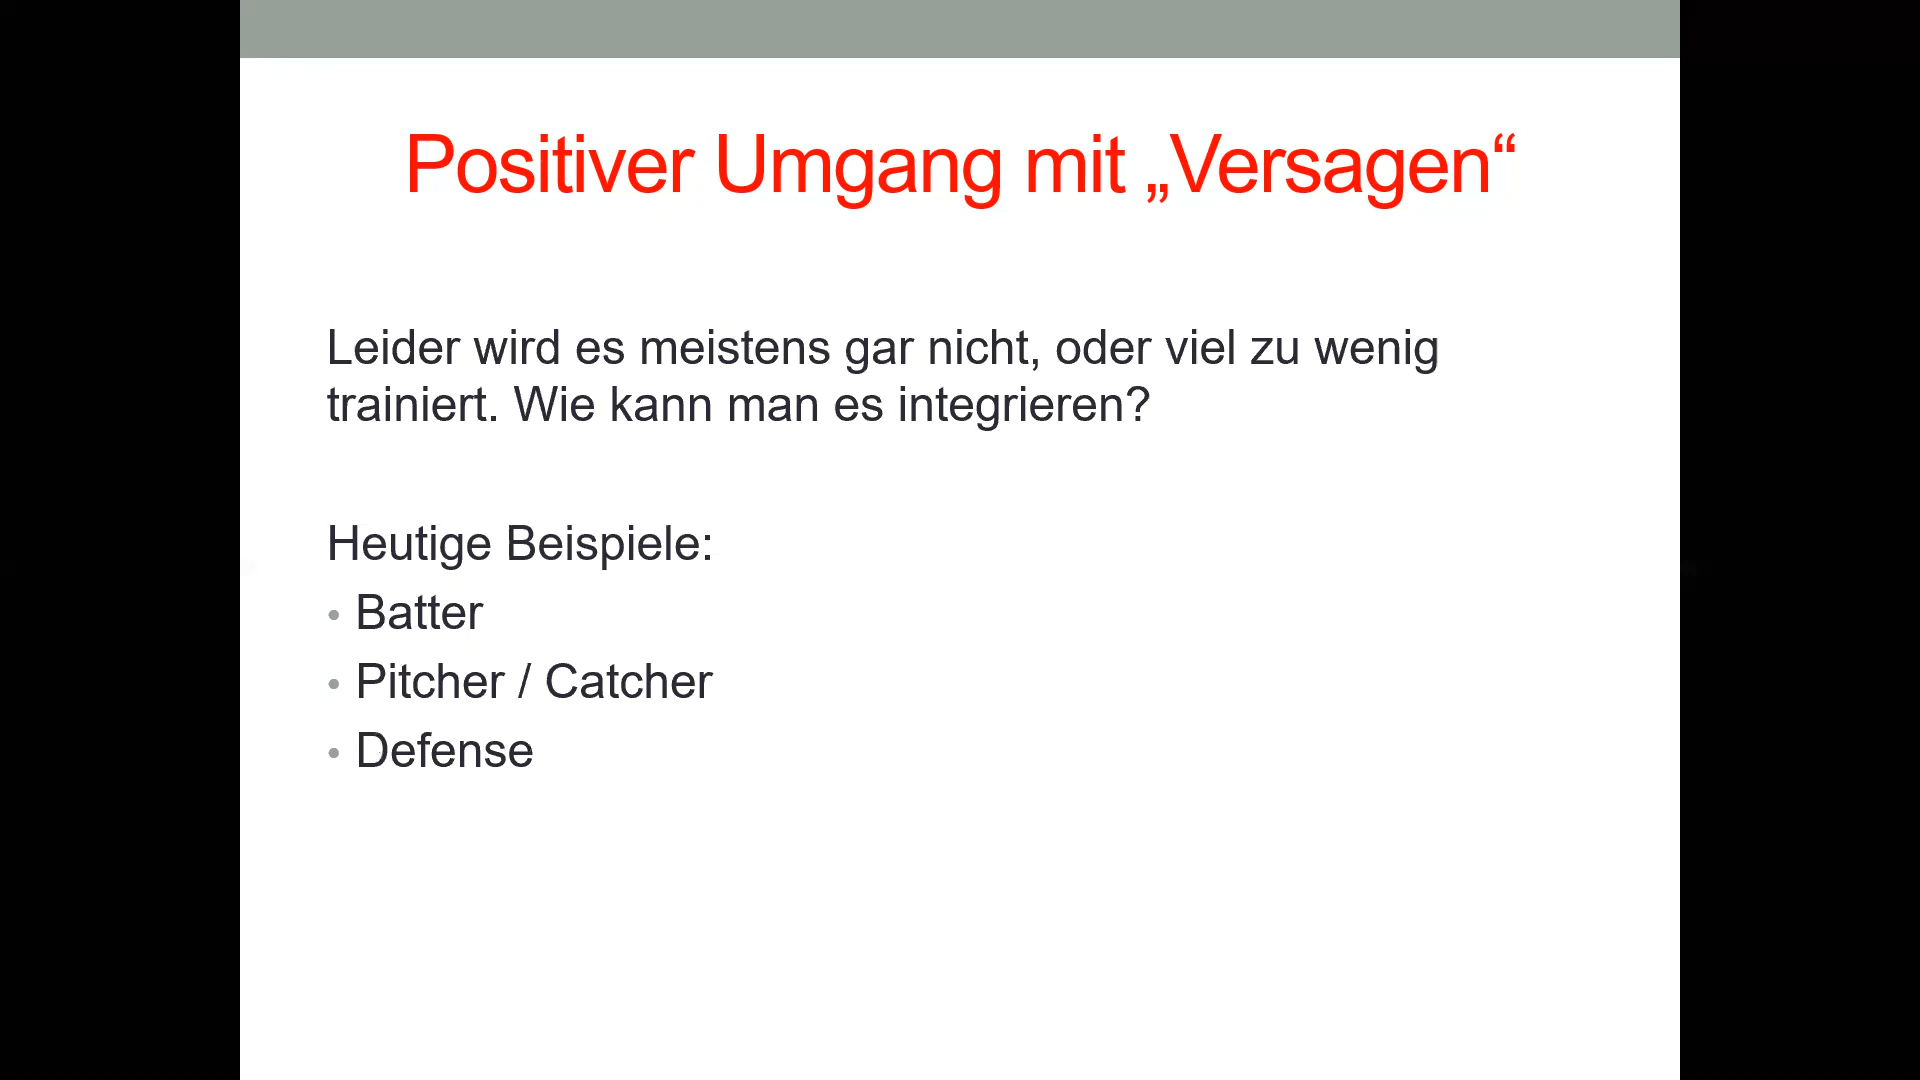 Positiver Umgang mit „Versagen“
Leider wird es meistens gar nicht, oder viel zu wenig
trainiert. Wie kann man es integrieren?
Heutige Beispiele:
• Batter
• Pitcher / Catcher
• Defense